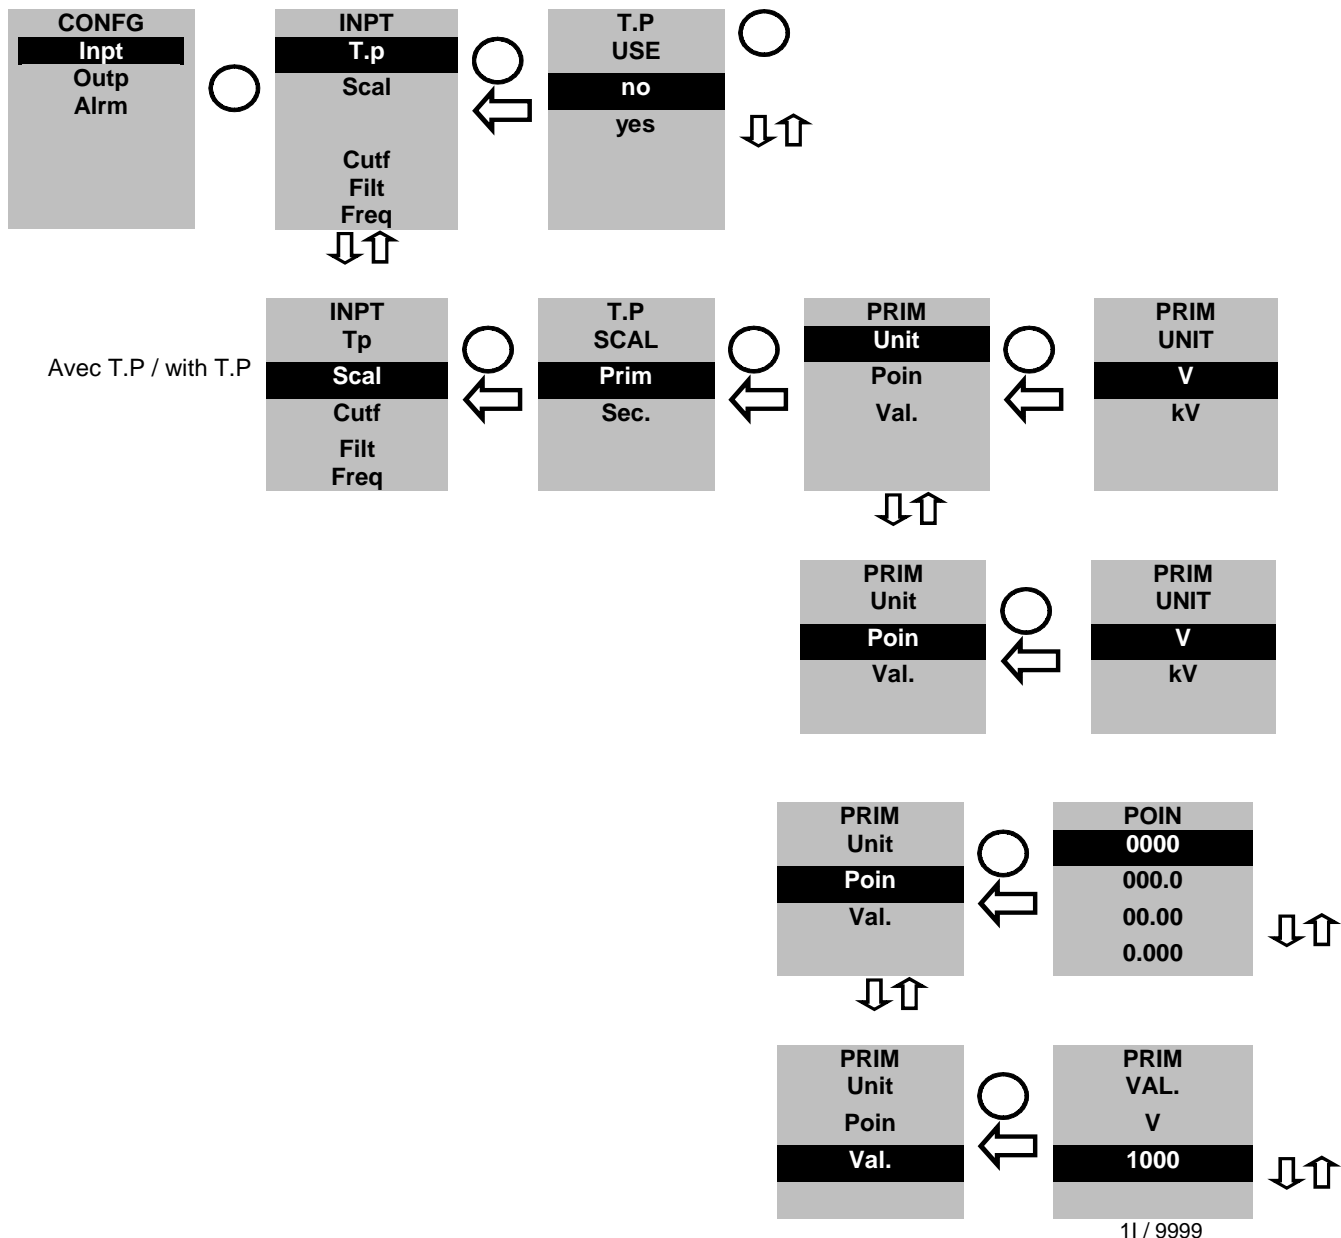 CONFG
Inpt
Outp
Alrm
INPT
T.p
Scal
Cutf
Filt
Freq
T.P
USE
no
yes
Avec T.P / with T.P
INPT
Tp
Scal
Cutf
Filt
Freq
T.P
SCAL
Prim
Sec.
PRIM
Unit
Poin
Val.
PRIM
UNIT
V
kV
PRIM
Unit
Poin
Val.
PRIM
UNIT
V
kV
PRIM
Unit
Poin
Val.
POIN
0000
000.0
00.00
0.000
PRIM
Unit
Poin
Val.
PRIM
VAL.
V
1000
1I / 9999